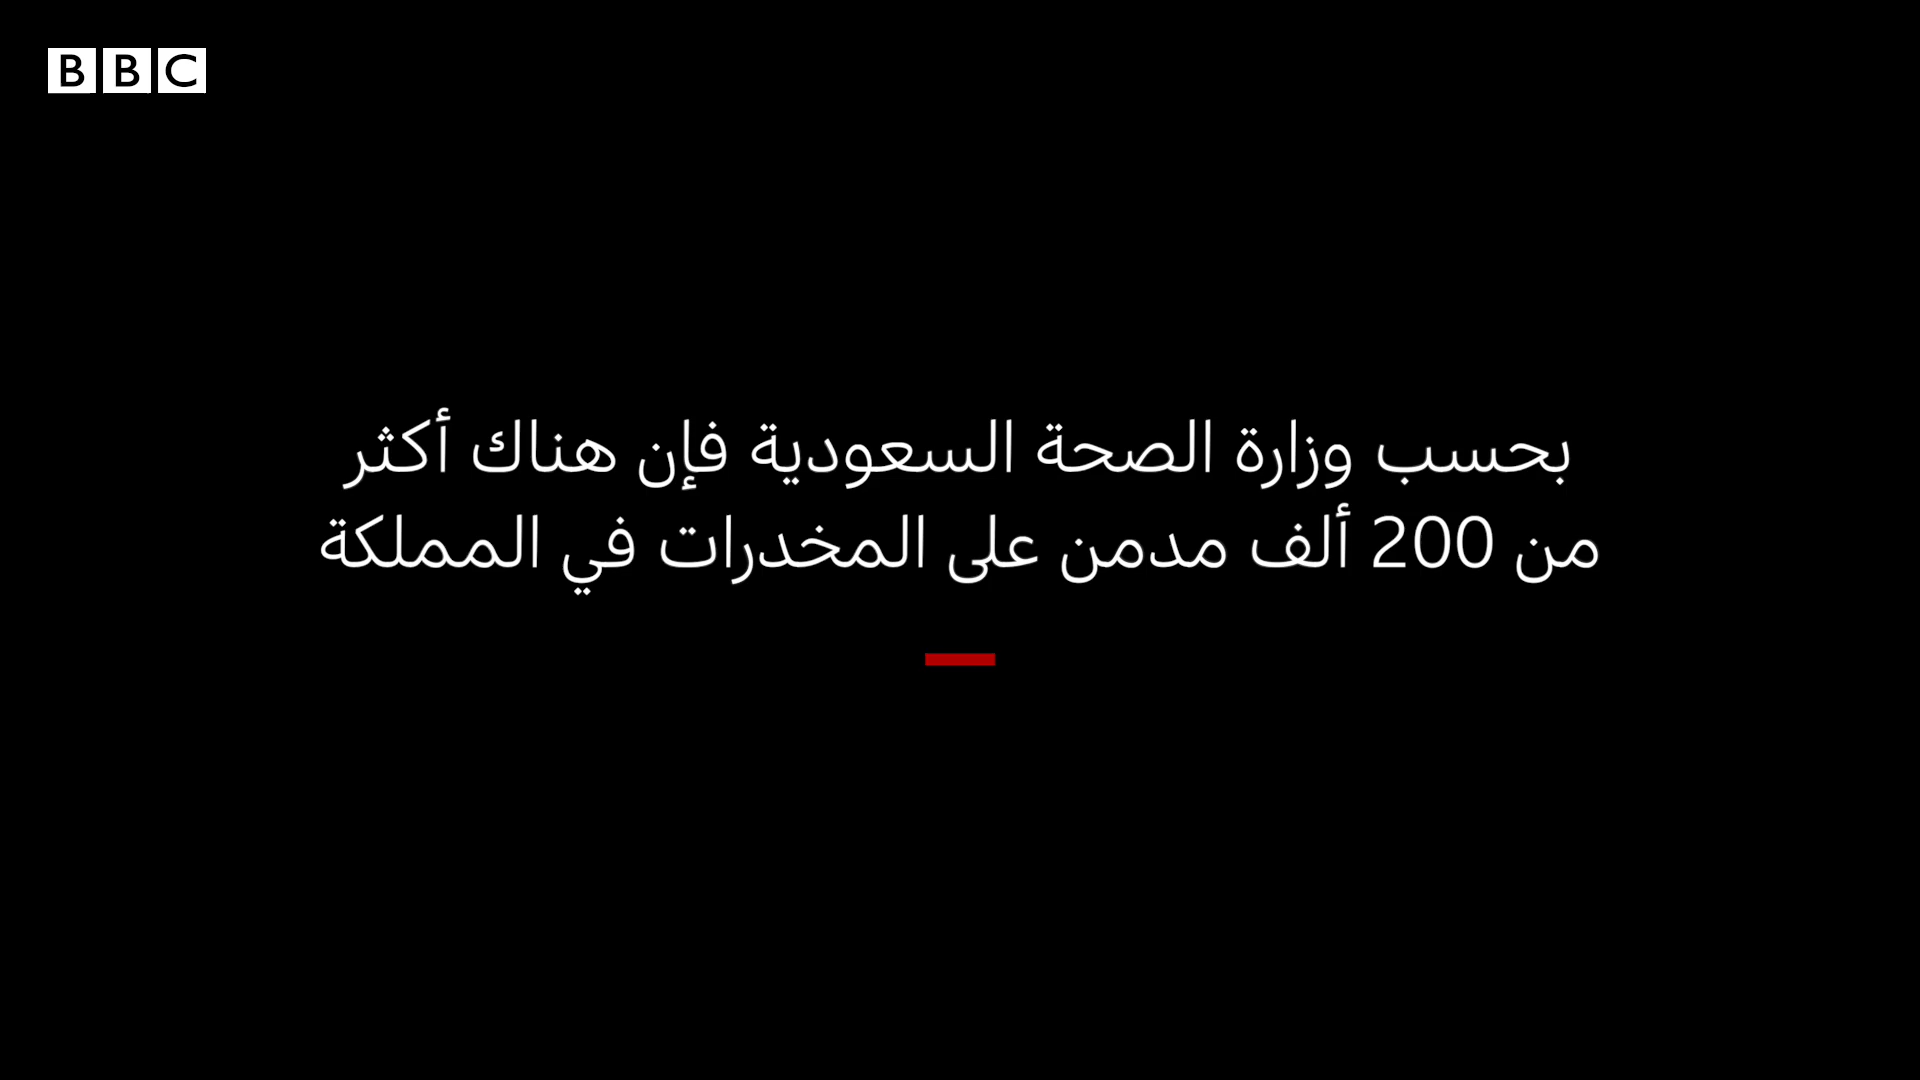 BBC
بحسب وزارة الصحة السعودية فإن هناك أكثر
من 200 ألف مدمن على المخدرات في المملكة